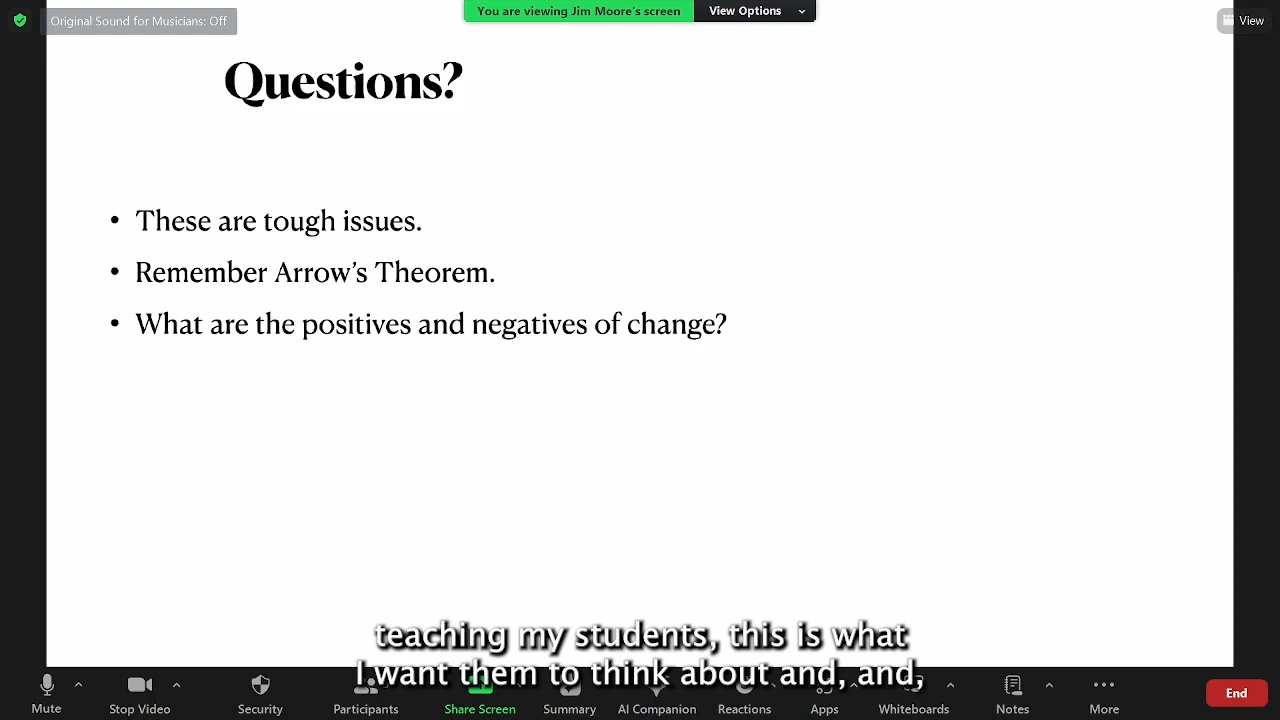 Original Sound for Musicians: Off
You are viewing Jim Moore's screen
View Options
View
Questions?
• These are tough issues.
• Remember Arrow's Theorem.
• What are the positives and negatives of change?
teaching my students, this is what
I want them to think about and, and,
Mute
Stop Video
Security
Participants
Share Screen
Summary
AI Companion
Reactions
Apps
Whiteboards
Notes
More
End